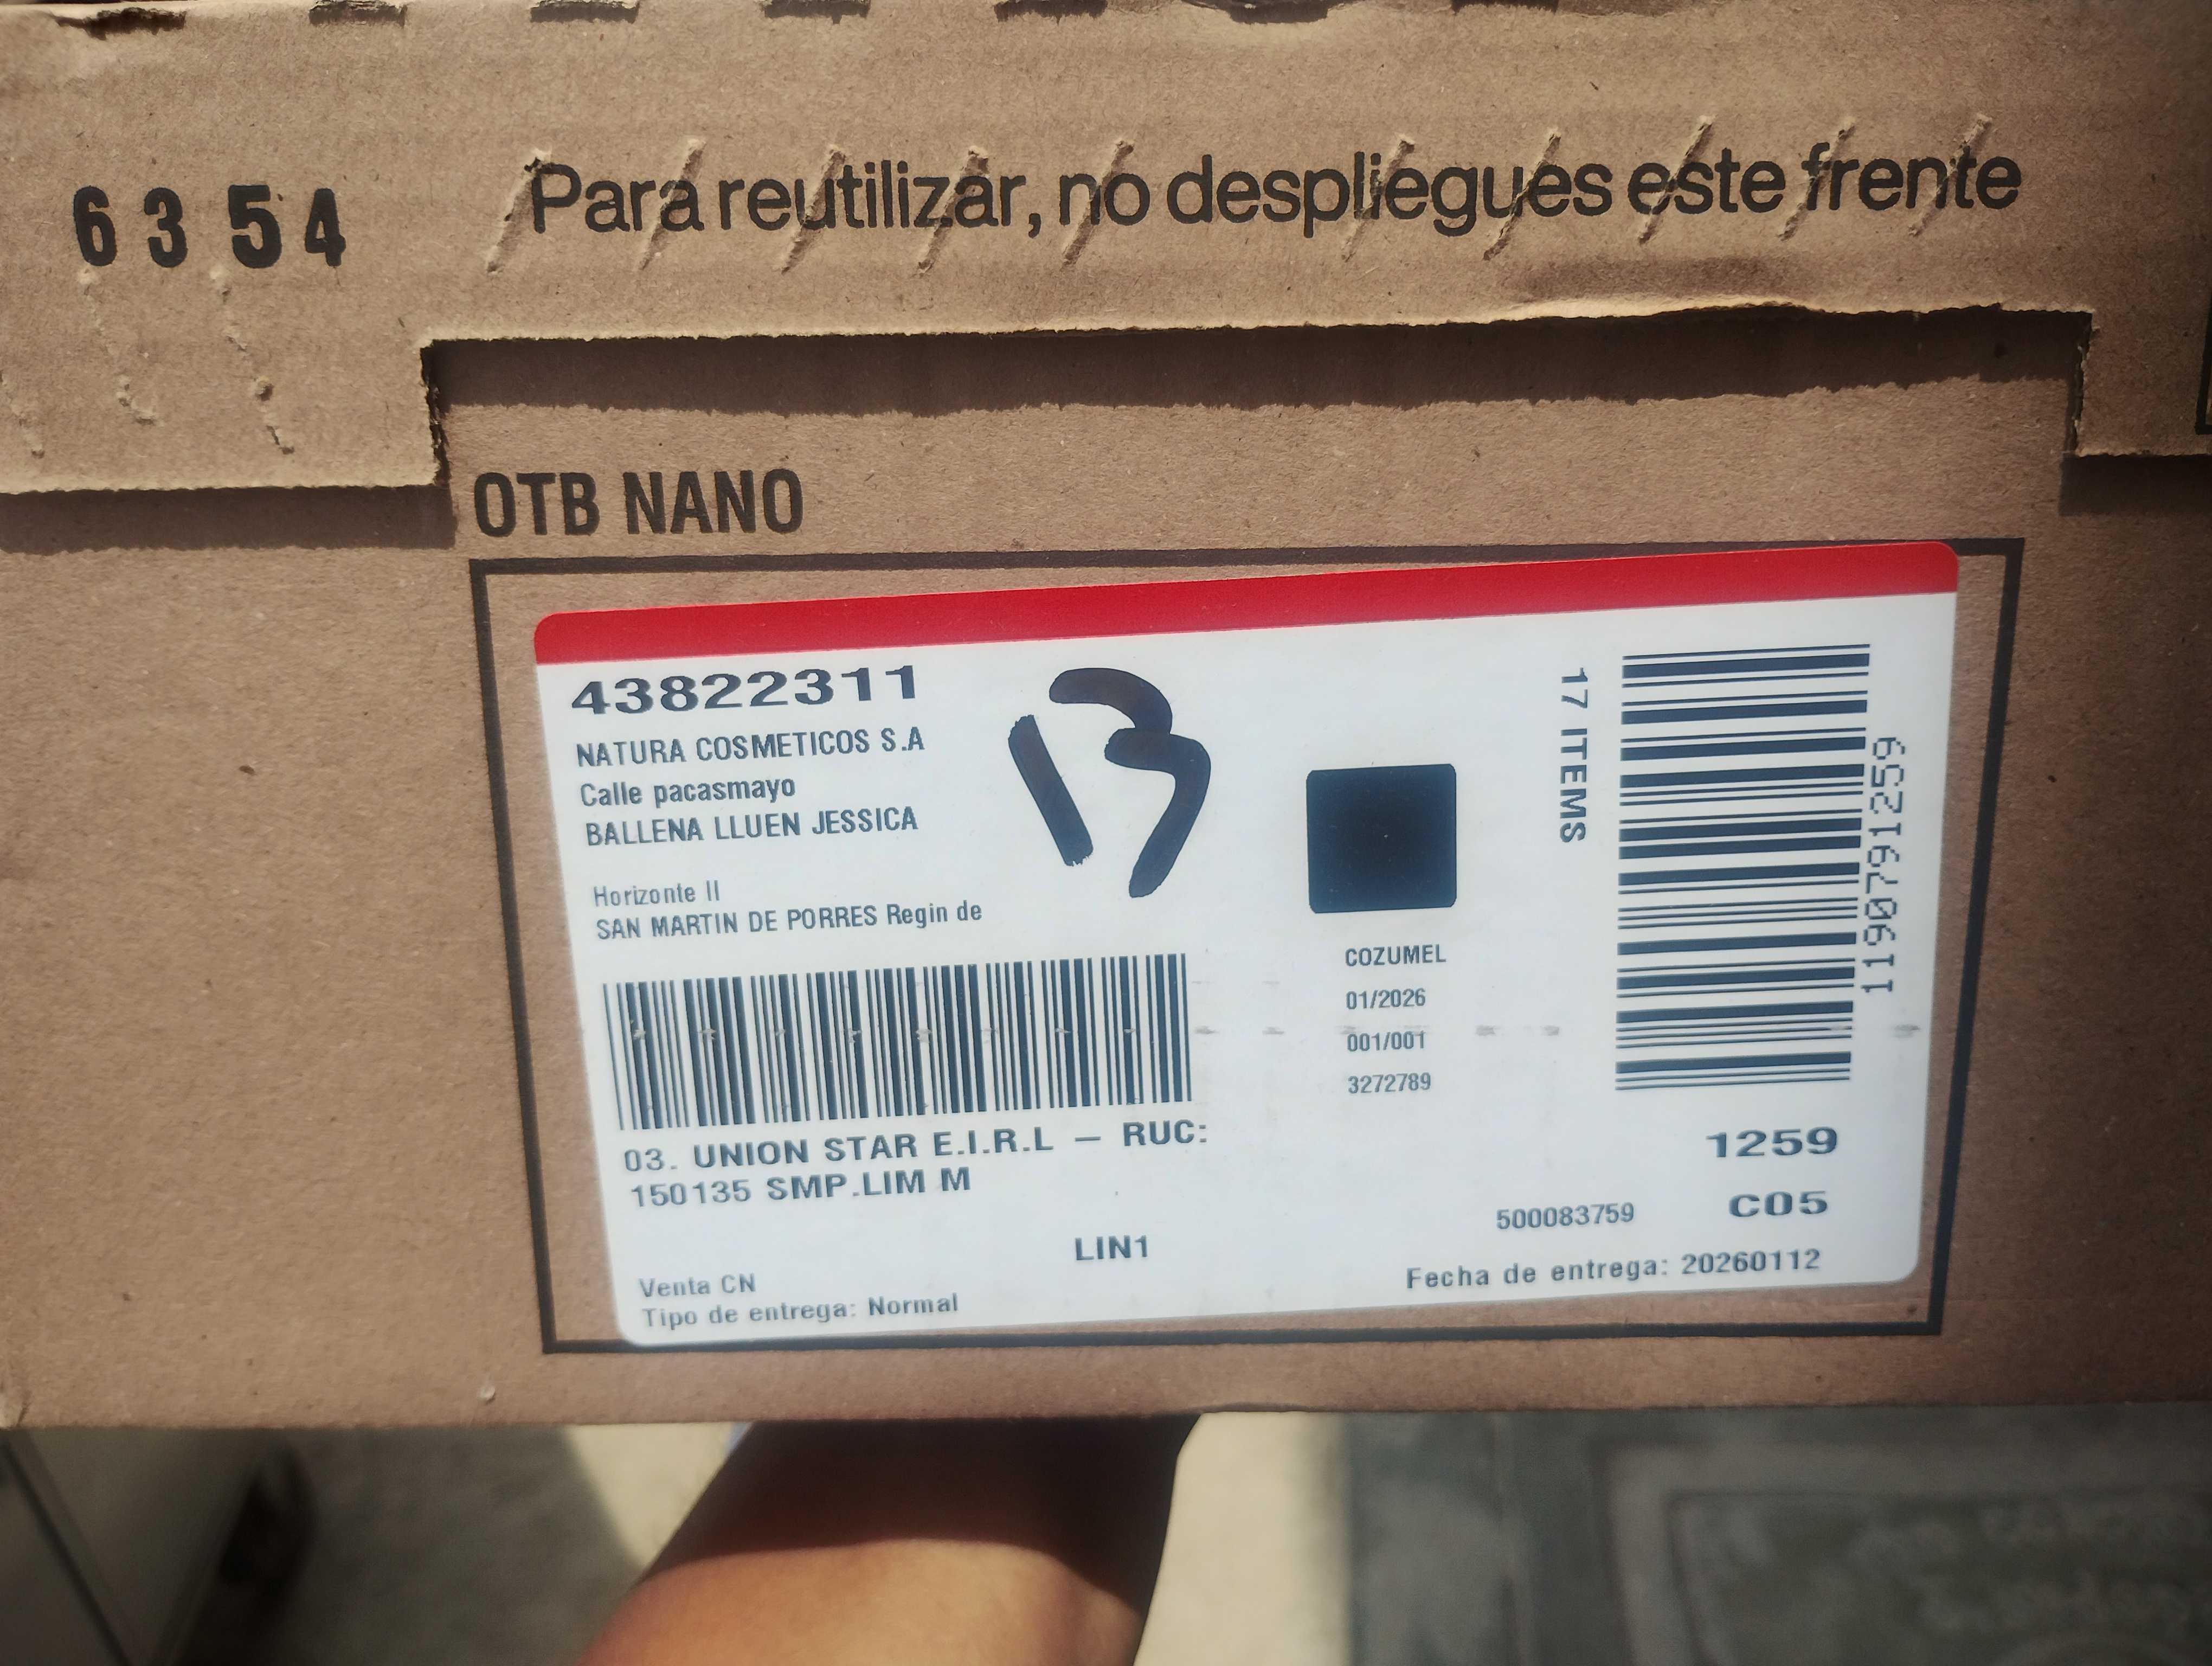 6354
Para reutilizar, no despliegues este frente
OTB NANO
43822311
NATURA COSMETICOS S.A
Calle pacasmayo
BALLENA LLUEN JESSICA
Horizonte II
SAN MARTIN DE PORRES Regin de
13
17 ITEMS
1190791259
COZUMEL
01/2026
001/001
3272789
03. UNION STAR E.I.R.L – RUC:
150135 SMP.LIM M
1259
500083759 C05
LIN1
Venta CN
Tipo de entrega: Normal
Fecha de entrega: 20260112